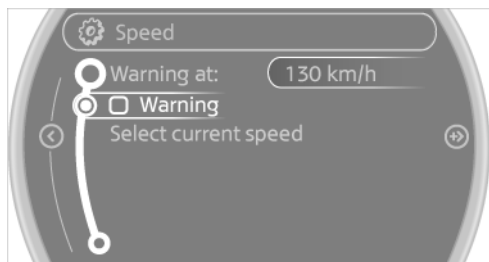 Speed
Warning at: 130 km/h
Warning
Select current speed